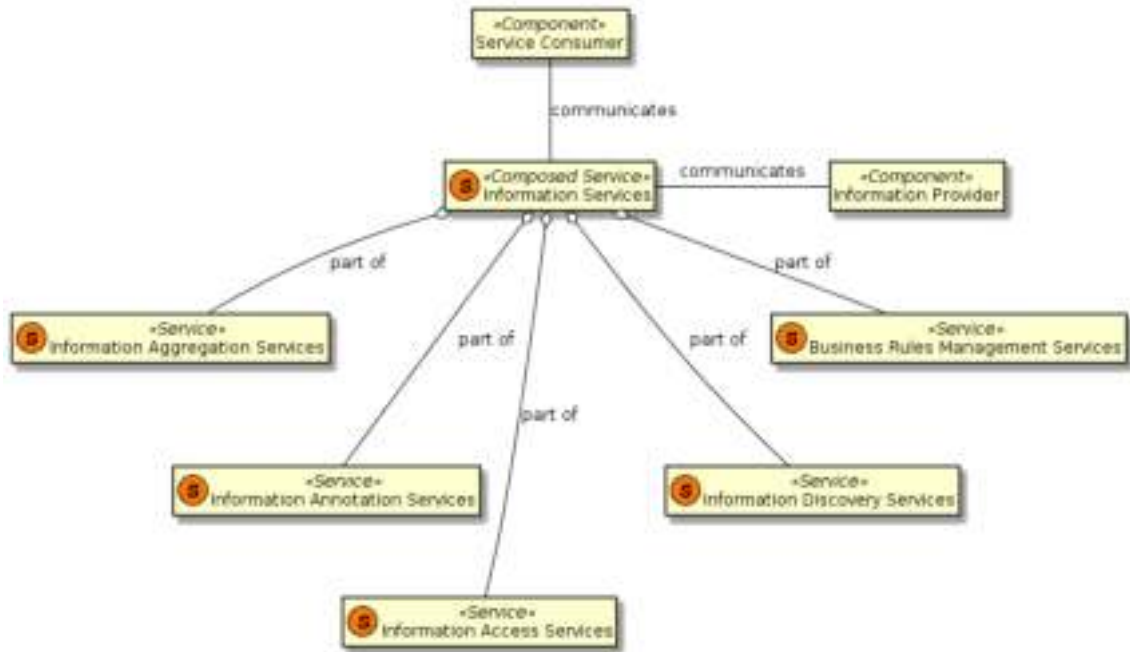 «Component»
Service Consumer
communicates
S
«Composed Service»
Information Services
communicates
«Component»
Information Provider
part of
part of
S
«Service»
Information Aggregation Services
S
«Service»
Business Rules Management Services
part of
part of
part of
S
«Service»
Information Annotation Services
S
«Service»
Information Discovery Services
S
«Service»
Information Access Services